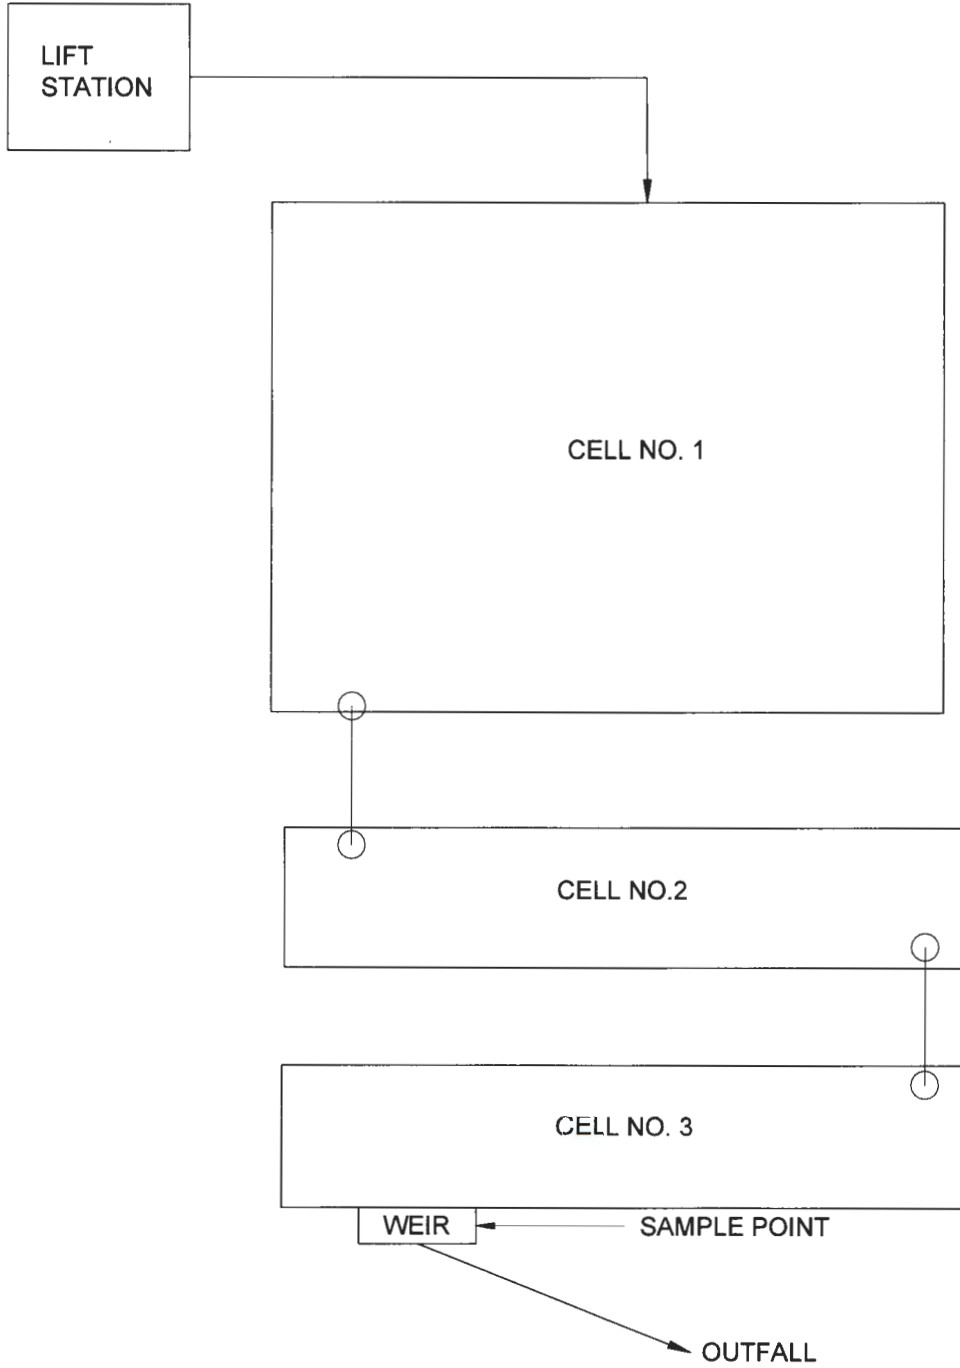 LIFT
STATION
CELL NO. 1
CELL NO.2
CELL NO. 3
WEIR
SAMPLE POINT
OUTFALL